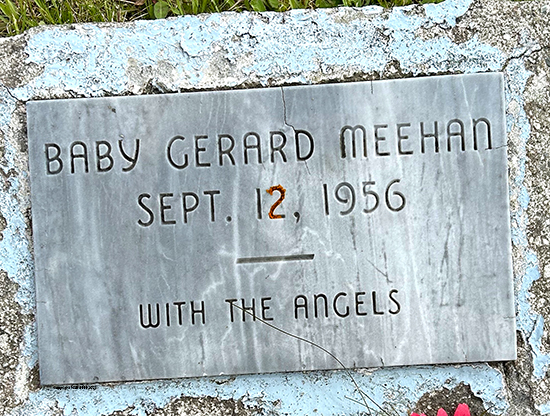 BABY GERARD MEEHAN
SEPT. 12, 1956
WITH THE ANGELS